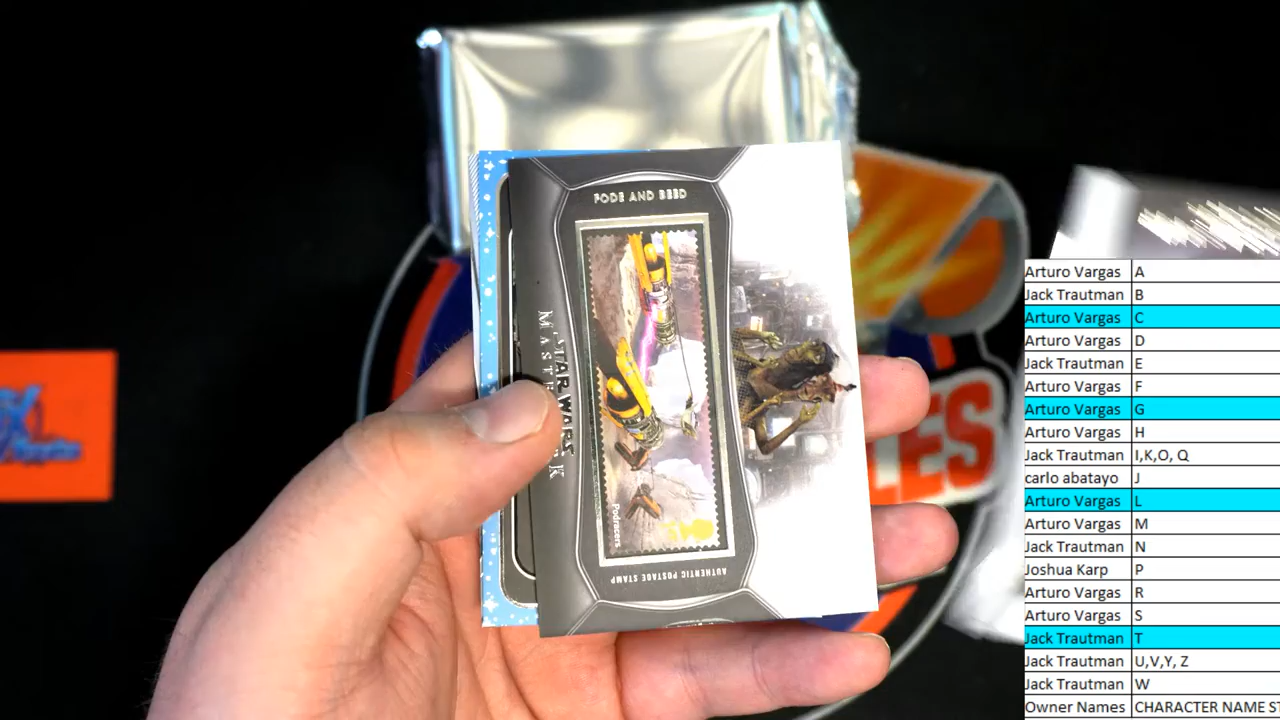 FODE AND BEED
STAR WARS
Podracers
AUTHENTIC POSTAGE STAMP
Arturo Vargas A
Jack Trautman B
Arturo Vargas C
Arturo Vargas D
Jack Trautman E
Arturo Vargas F
Arturo Vargas G
Arturo Vargas H
Jack Trautman I,K,O, Q
carlo abatayo J
Arturo Vargas L
Arturo Vargas M
Jack Trautman N
Joshua Karp P
Arturo Vargas R
Arturo Vargas S
Jack Trautman T
Jack Trautman U,V,Y, Z
Jack Trautman W
Owner Names CHARACTER NAME ST